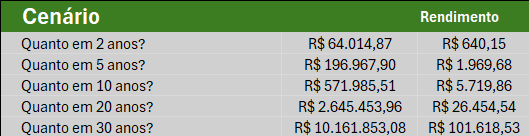 Cenário Rendimento
Quanto em 2 anos? R$ 64.014,87 R$ 640,15
Quanto em 5 anos? R$ 196.967,90 R$ 1.969,68
Quanto em 10 anos? R$ 571.985,51 R$ 5.719,86
Quanto em 20 anos? R$ 2.645.453,96 R$ 26.454,54
Quanto em 30 anos? R$ 10.161.853,08 R$ 101.618,53